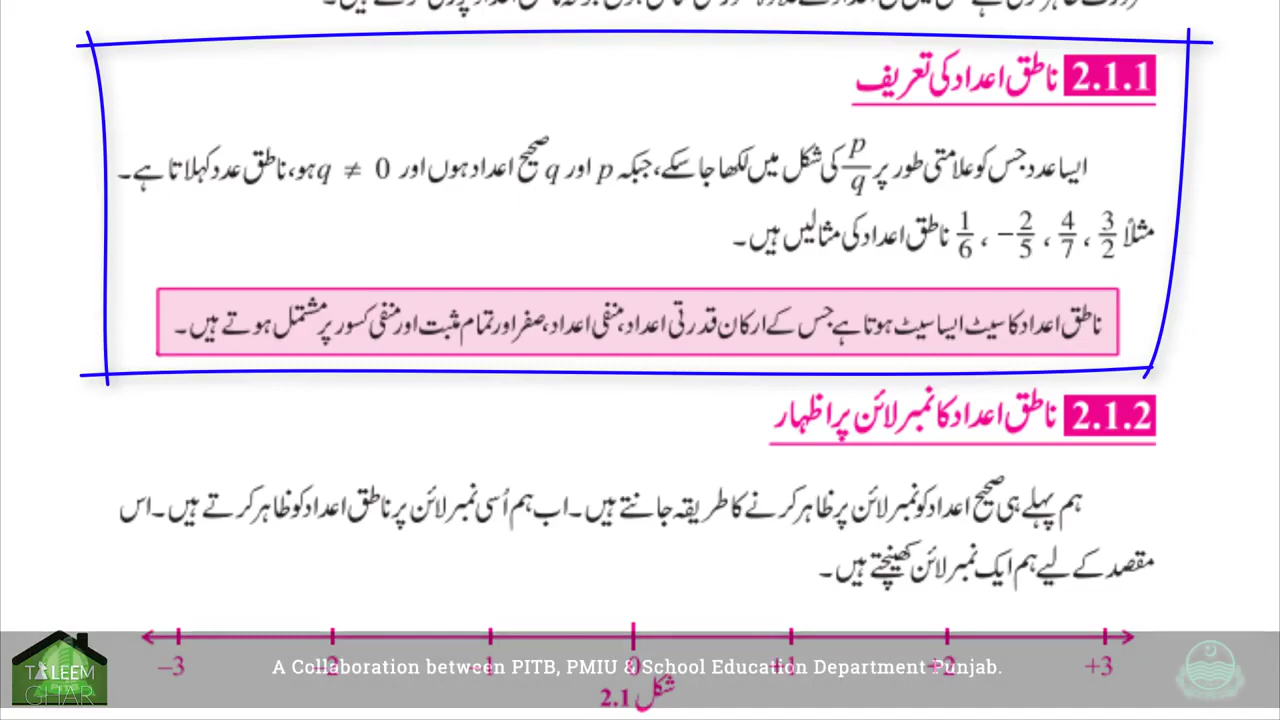 2.1.1 ناطق اعداد کی تعریف
ایسا عدد جس کو علامتی طور پر p/q کی شکل میں لکھا جا سکے، جبکہ p اور q صحیح اعداد ہوں اور q ≠ 0 ہو، ناطق عدد کہلاتا ہے۔
مثلاً 3/2 ، 4/7 ، −2/5 ، 1/6 ناطق اعداد کی مثالیں ہیں۔
ناطق اعداد کا سیٹ ایسا سیٹ ہوتا ہے جس کے ارکان قدرتی اعداد، منفی اعداد، صفر اور تمام مثبت اور منفی کسور پر مشتمل ہوتے ہیں۔
2.1.2 ناطق اعداد کا نمبر لائن پر اظہار
ہم پہلے ہی صحیح اعداد کو نمبر لائن پر ظاہر کرنے کا طریقہ جانتے ہیں۔ اب ہم اُسی نمبر لائن پر ناطق اعداد کو ظاہر کرتے ہیں۔ اس
مقصد کے لیے ہم ایک نمبر لائن کھینچتے ہیں۔
−3 −2 −1 0 +1 +2 +3
TALEEM
GHAR
A Collaboration between PITB, PMIU & School Education Department Punjab.
شکل 2.1